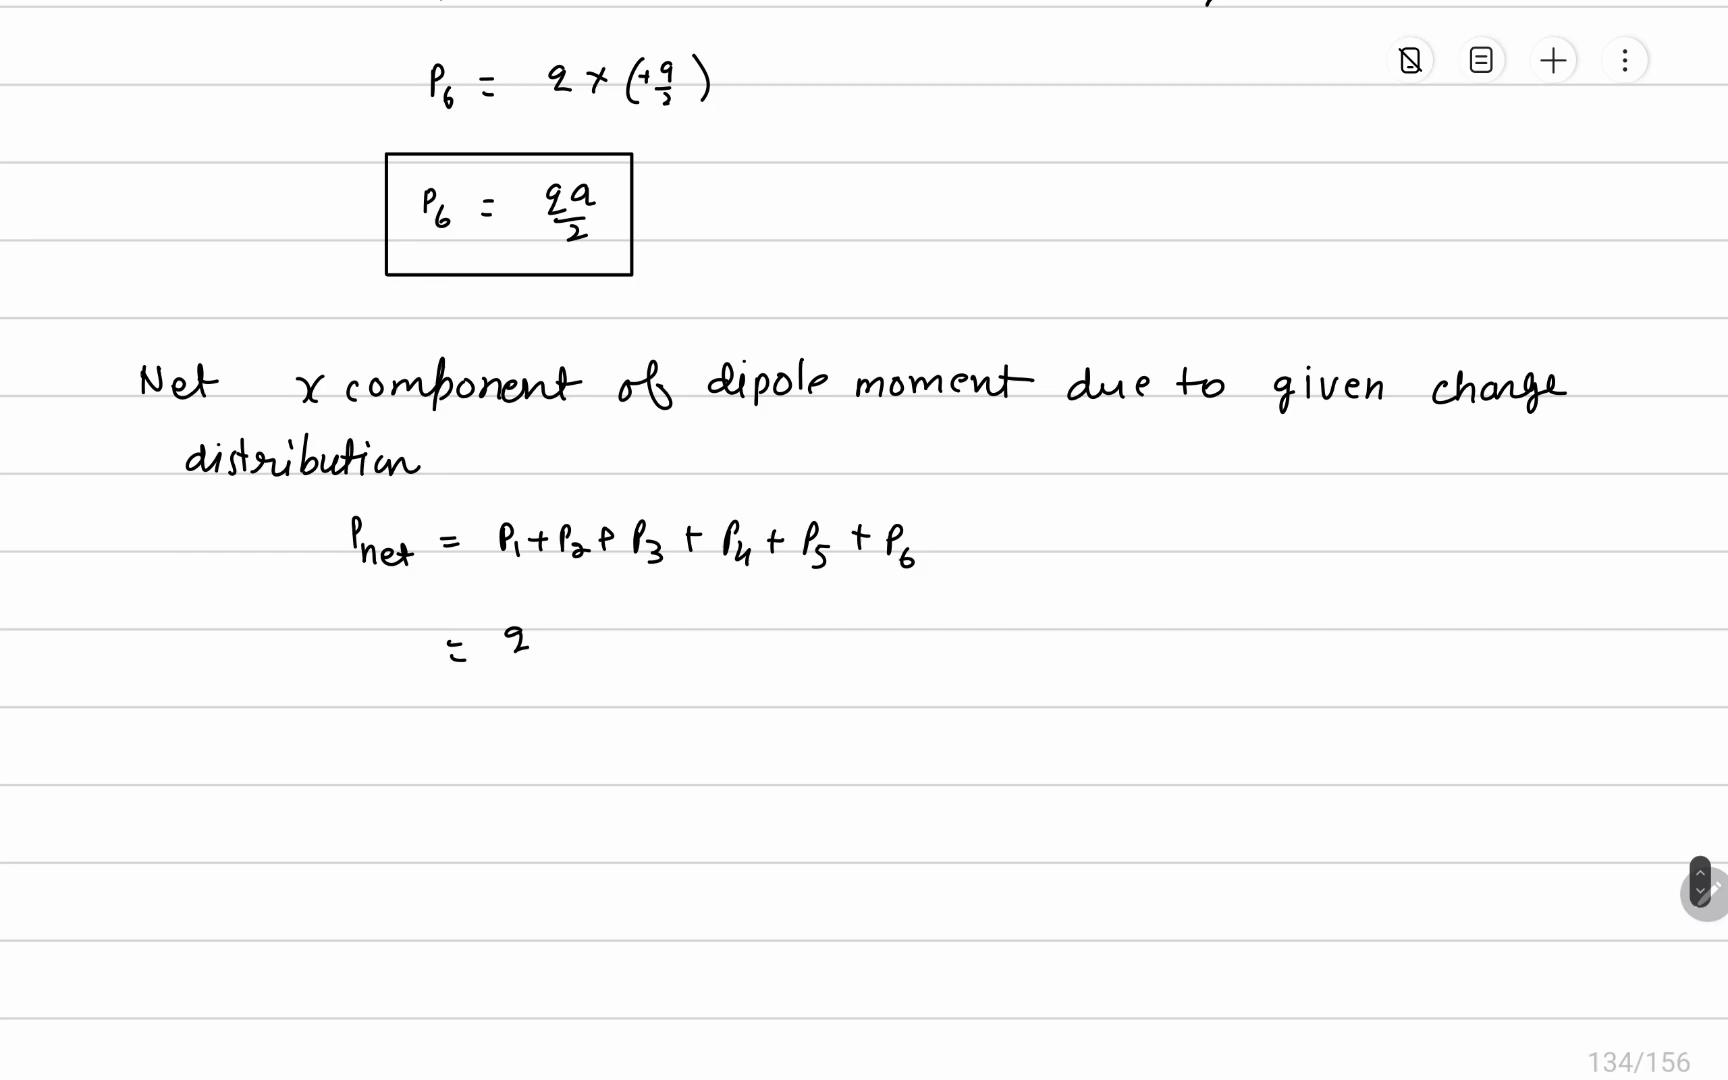 P₆ = q × (+a/2)
P₆ = qa/2
Net x component of dipole moment due to given charge
distribution
Pnet = P₁ + P₂ + P₃ + P₄ + P₅ + P₆
= q
134/156